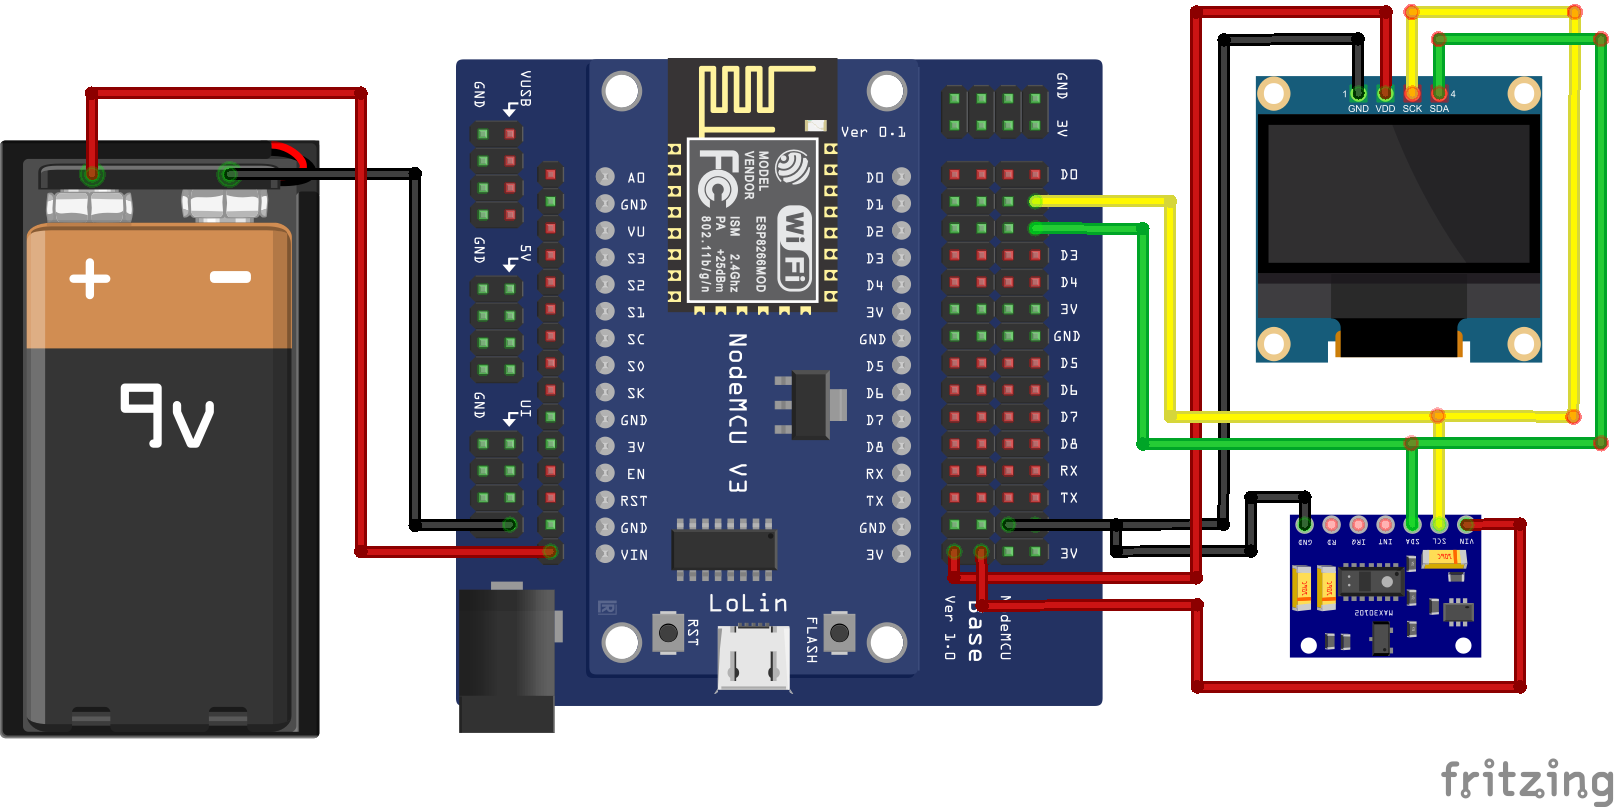 + −
9v
GND VUSB
GND 5V
GND UI
A0
GND
VU
S3
S2
S1
SC
S0
SK
GND
3V
EN
RST
GND
VIN
Ver 0.1
MODEL
VENDOR
ESP8266MOD
FC
WiFi
ISM 2.4GHz
PA +25dBm
802.11b/g/n
NodeMCU V3
LoLin
RST
FLASH
D0
D1
D2
D3
D4
3V
GND
D5
D6
D7
D8
RX
TX
GND
3V
GND
3V
D0
D3
D4
3V
GND
D5
D6
D7
D8
RX
TX
3V
Ver 1.0
Base
NodeMCU
1 4
GND VDD SCK SDA
GND RD IRQ INT SDA SCL VIN
MAX30102
fritzing